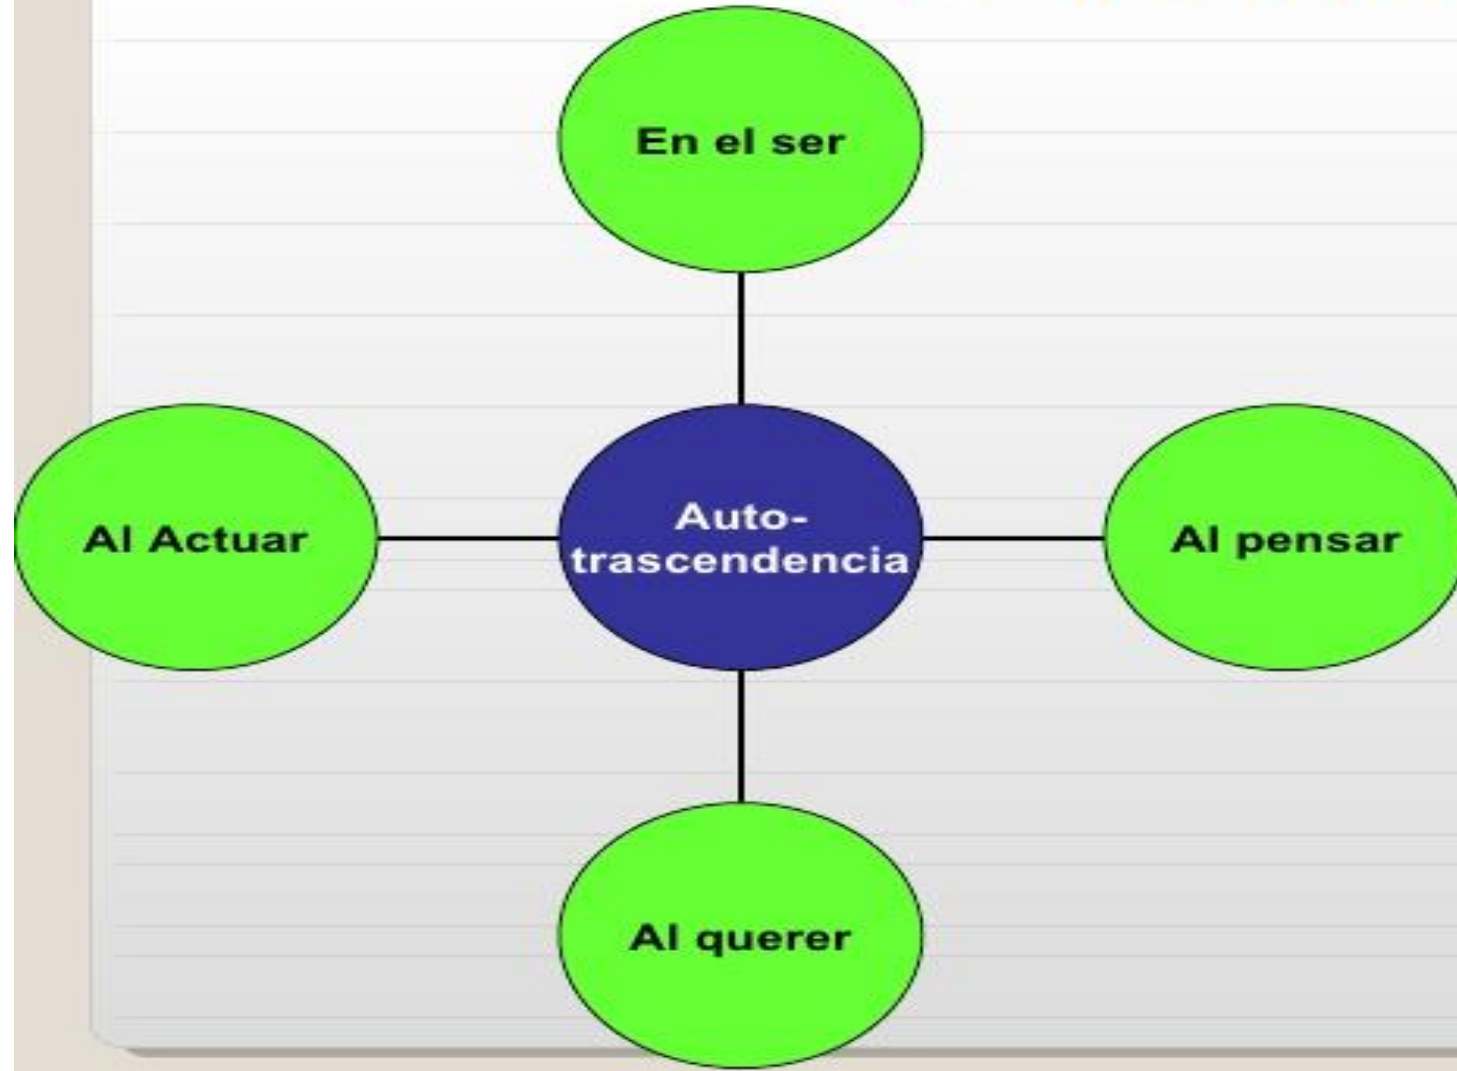 En el ser
Al Actuar
Auto-
trascendencia
Al pensar
Al querer